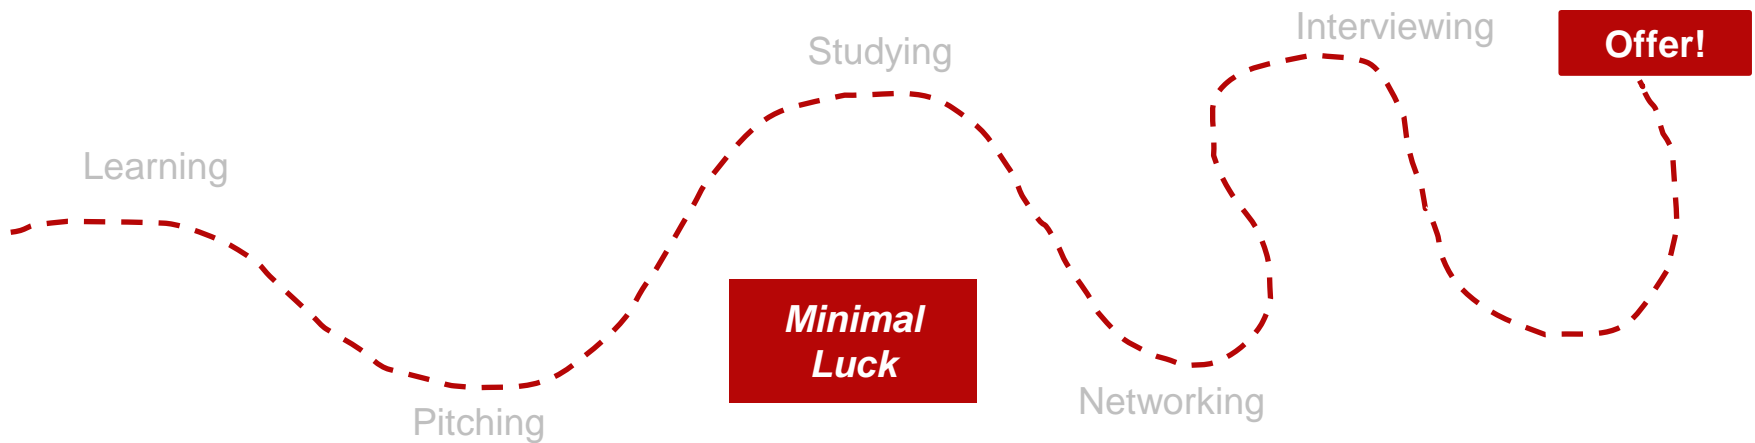 Learning
Pitching
Studying
Minimal
Luck
Networking
Interviewing
Offer!